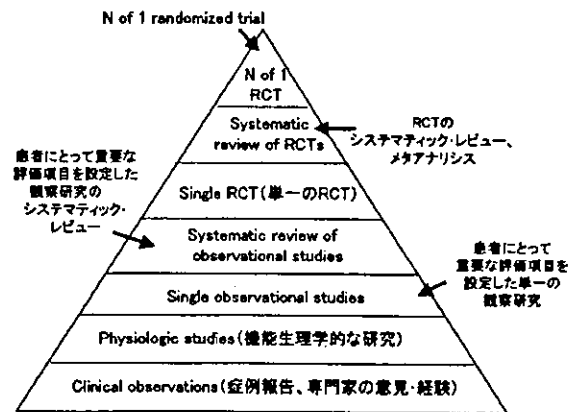 N of 1 randomized trial
N of 1
RCT
Systematic
review of RCTs
RCTの
システマティック・レビュー、
メタアナリシス
患者にとって重要な
評価項目を設定した
観察研究の
システマティック・
レビュー
Single RCT(単一のRCT)
Systematic review of
observational studies
患者にとって
重要な評価項目を
設定した単一の
観察研究
Single observational studies
Physiologic studies(機能生理学的な研究)
Clinical observations(症例報告、専門家の意見・経験)